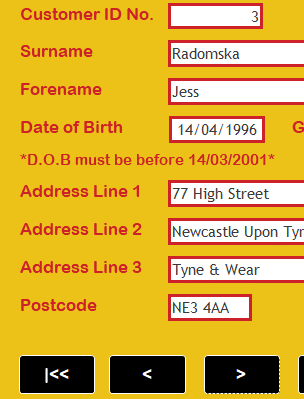 Customer ID No. 3
Surname Radomska
Forename Jess
Date of Birth 14/04/1996 G
*D.O.B must be before 14/03/2001*
Address Line 1 77 High Street
Address Line 2 Newcastle Upon Tyn
Address Line 3 Tyne & Wear
Postcode NE3 4AA
|<< < >